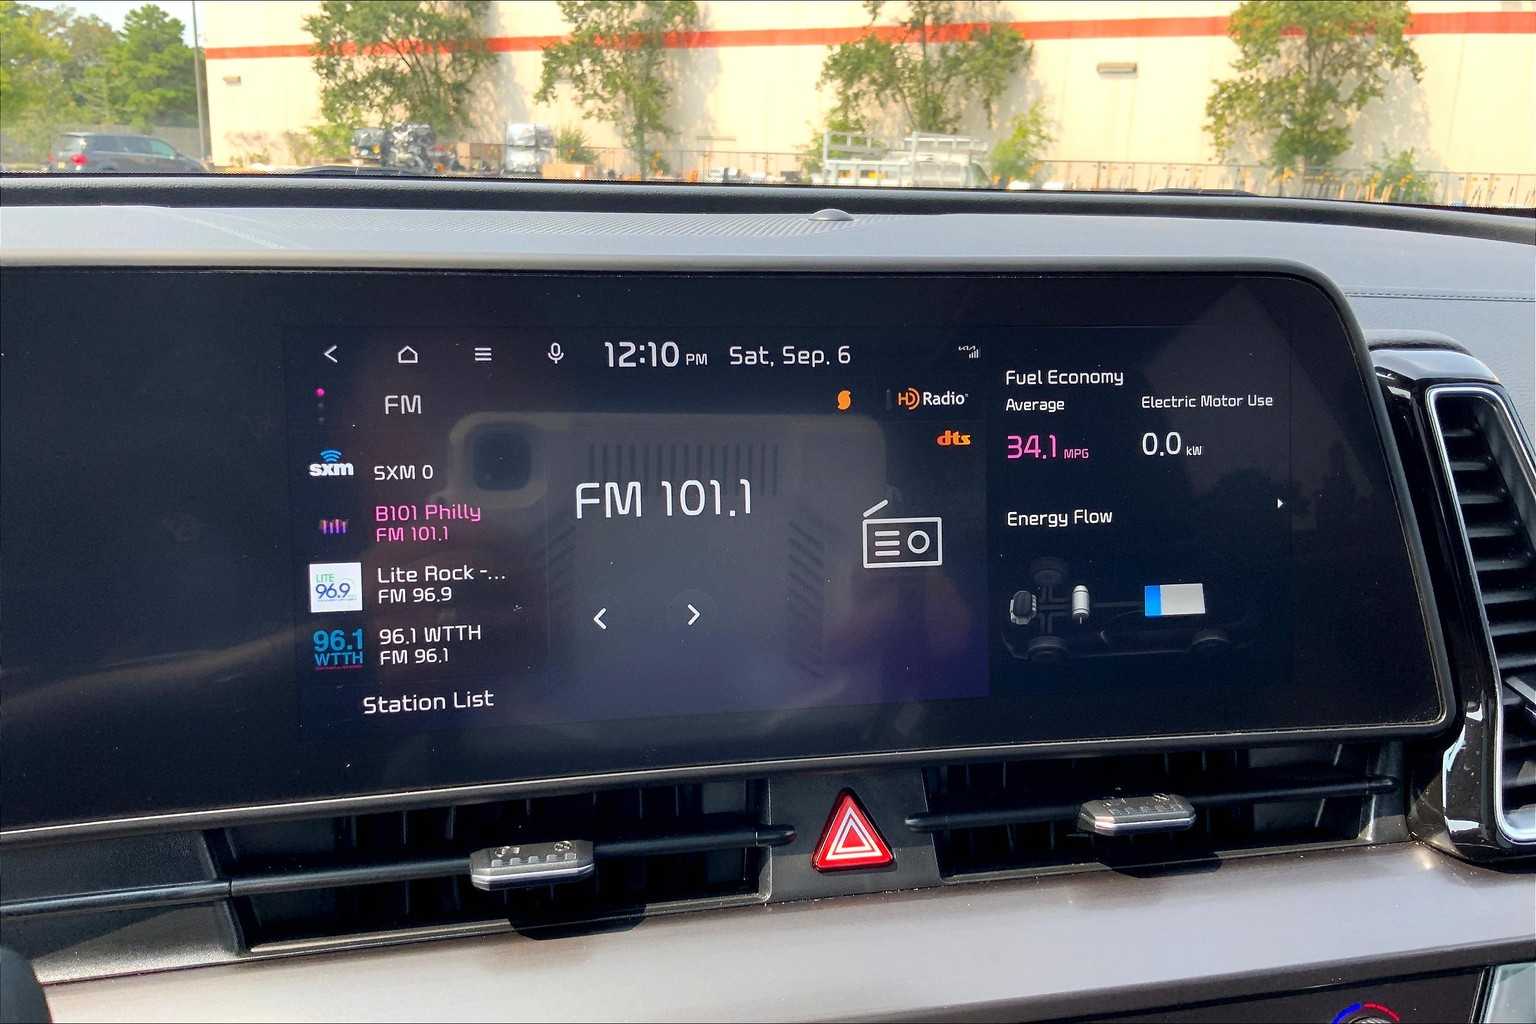 12:10 PM Sat, Sep. 6
KIA
FM
HD Radio
dts
sxm SXM 0
B101 Philly
FM 101.1
LITE
96.9
Lite Rock -...
FM 96.9
96.1
WTTH
96.1 WTTH
FM 96.1
Station List
FM 101.1
Fuel Economy
Average
34.1 MPG
Electric Motor Use
0.0 kW
Energy Flow